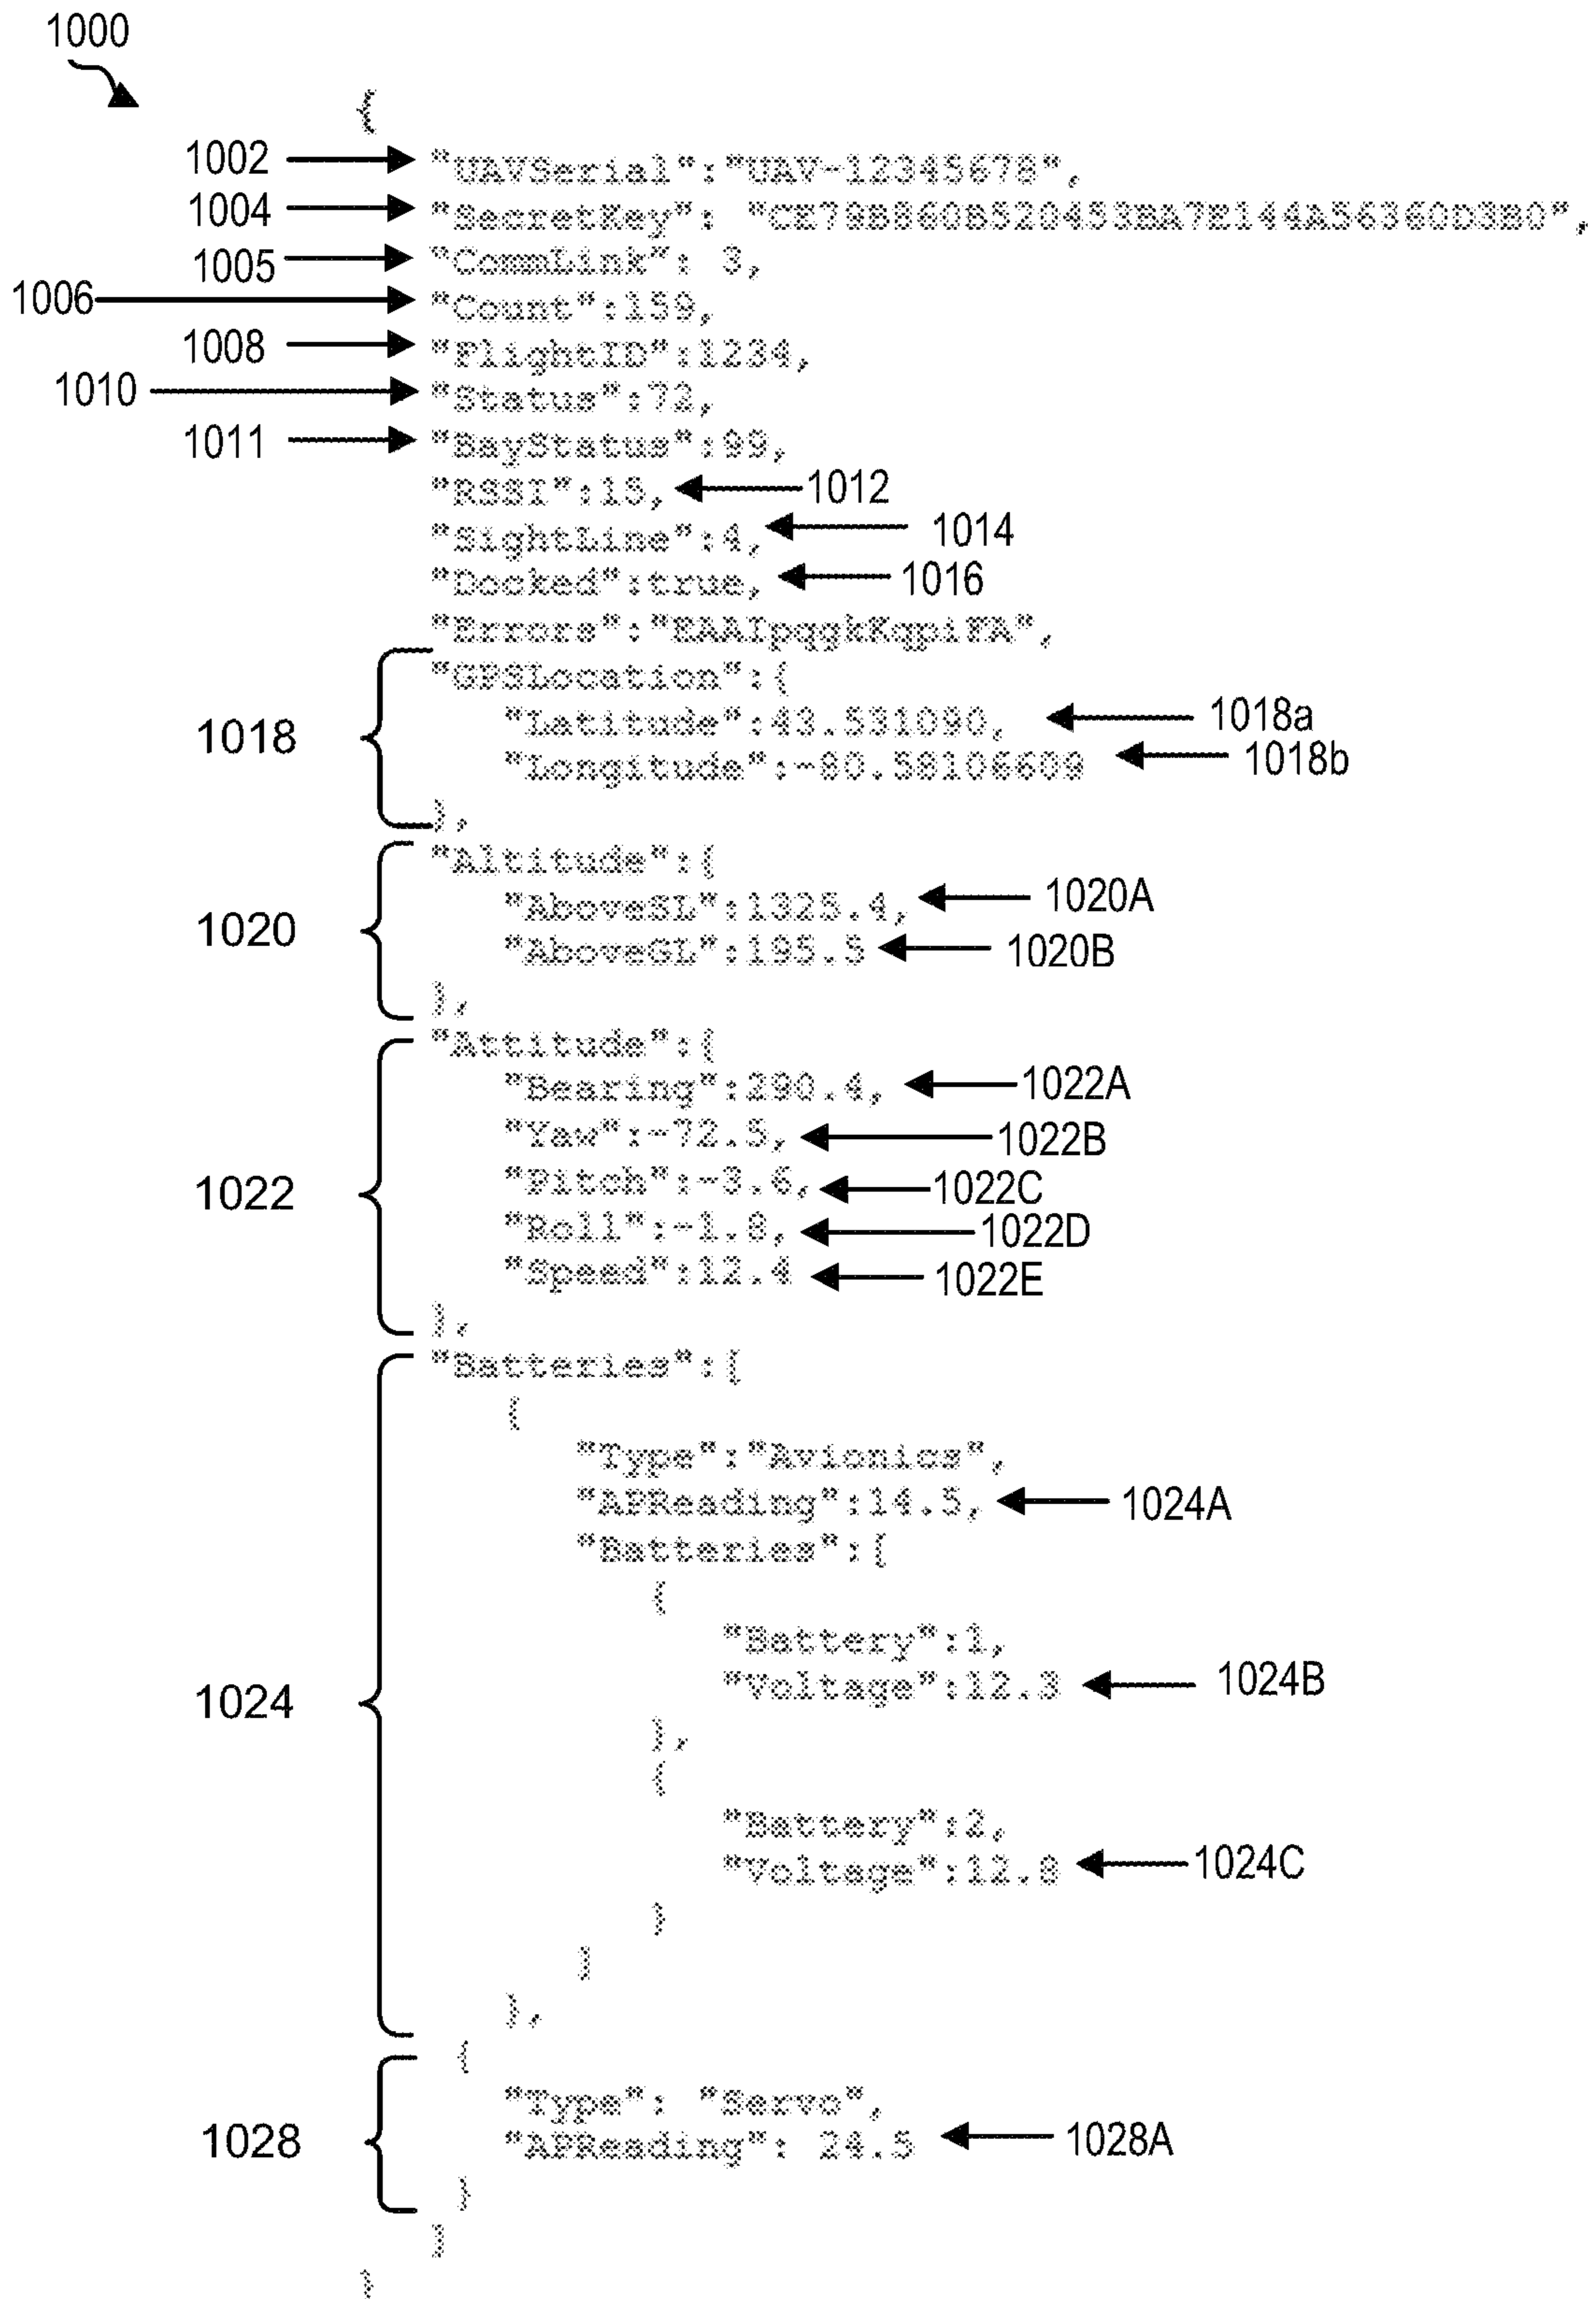 1000
{
1002 "UAVSerial":"UAV-12345678",
1004 "SecretKey": "CE79B860B520453BA7E144A56360D3B0",
1005 "CommLink": 3,
1006 "Count":159,
1008 "FlightID":1234,
1010 "Status":72,
1011 "BayStatus":99,
"RSSI":15, 1012
"SightLine":4, 1014
"Docked":true, 1016
"Errors":"EAAIpqgkKqpiFA",
"GPSLocation":{
"Latitude":43.531090, 1018a
1018 "Longitude":-80.58106609 1018b
},
"Altitude":{
"AboveSL":1325.4, 1020A
1020 "AboveGL":195.5 1020B
},
"Attitude":{
"Bearing":290.4, 1022A
"Yaw":-72.5, 1022B
1022 "Pitch":-3.6, 1022C
"Roll":-1.8, 1022D
"Speed":12.4 1022E
},
"Batteries":[
{
"Type":"Avionics",
"APReading":14.5, 1024A
"Batteries":[
{
"Battery":1,
1024 "Voltage":12.3 1024B
},
{
"Battery":2,
"Voltage":12.8 1024C
}
]
},
{
"Type": "Servo",
1028 "APReading": 24.5 1028A
}
]
}